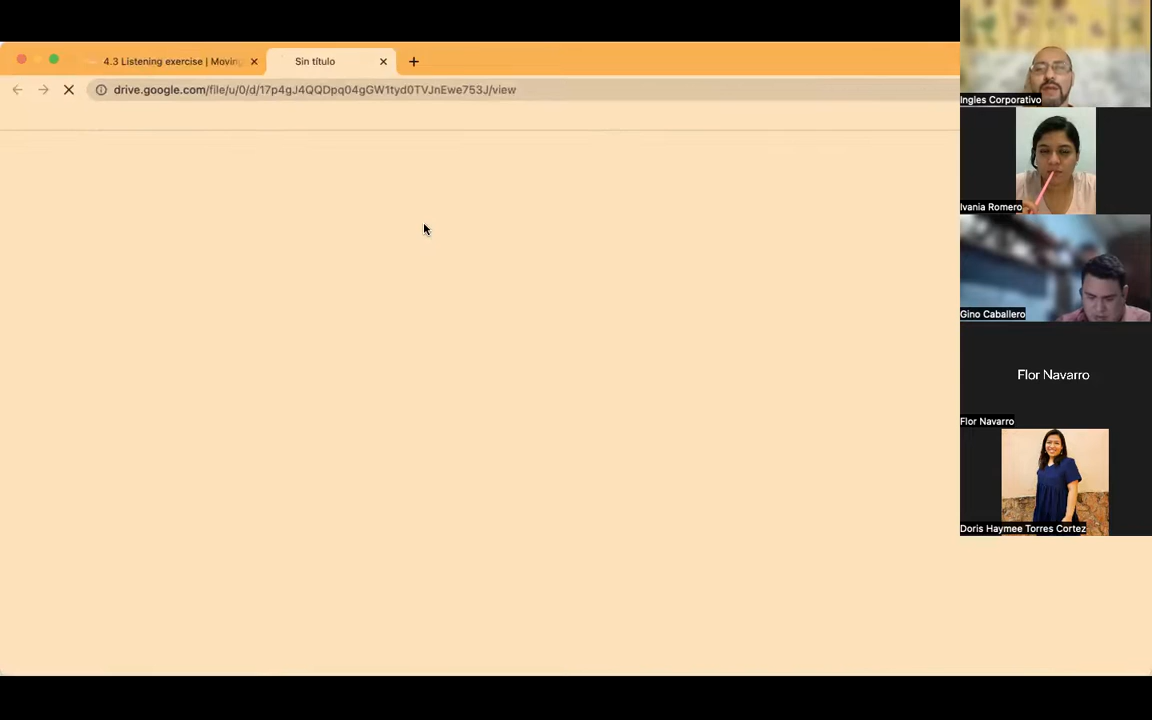 4.3 Listening exercise | Moving
Sin título
drive.google.com/file/u/0/d/17p4gJ4QQDpq04gGW1tyd0TVJnEwe753J/view
Ingles Corporativo
Ivania Romero
Gino Caballero
Flor Navarro
Flor Navarro
Doris Haymee Torres Cortez